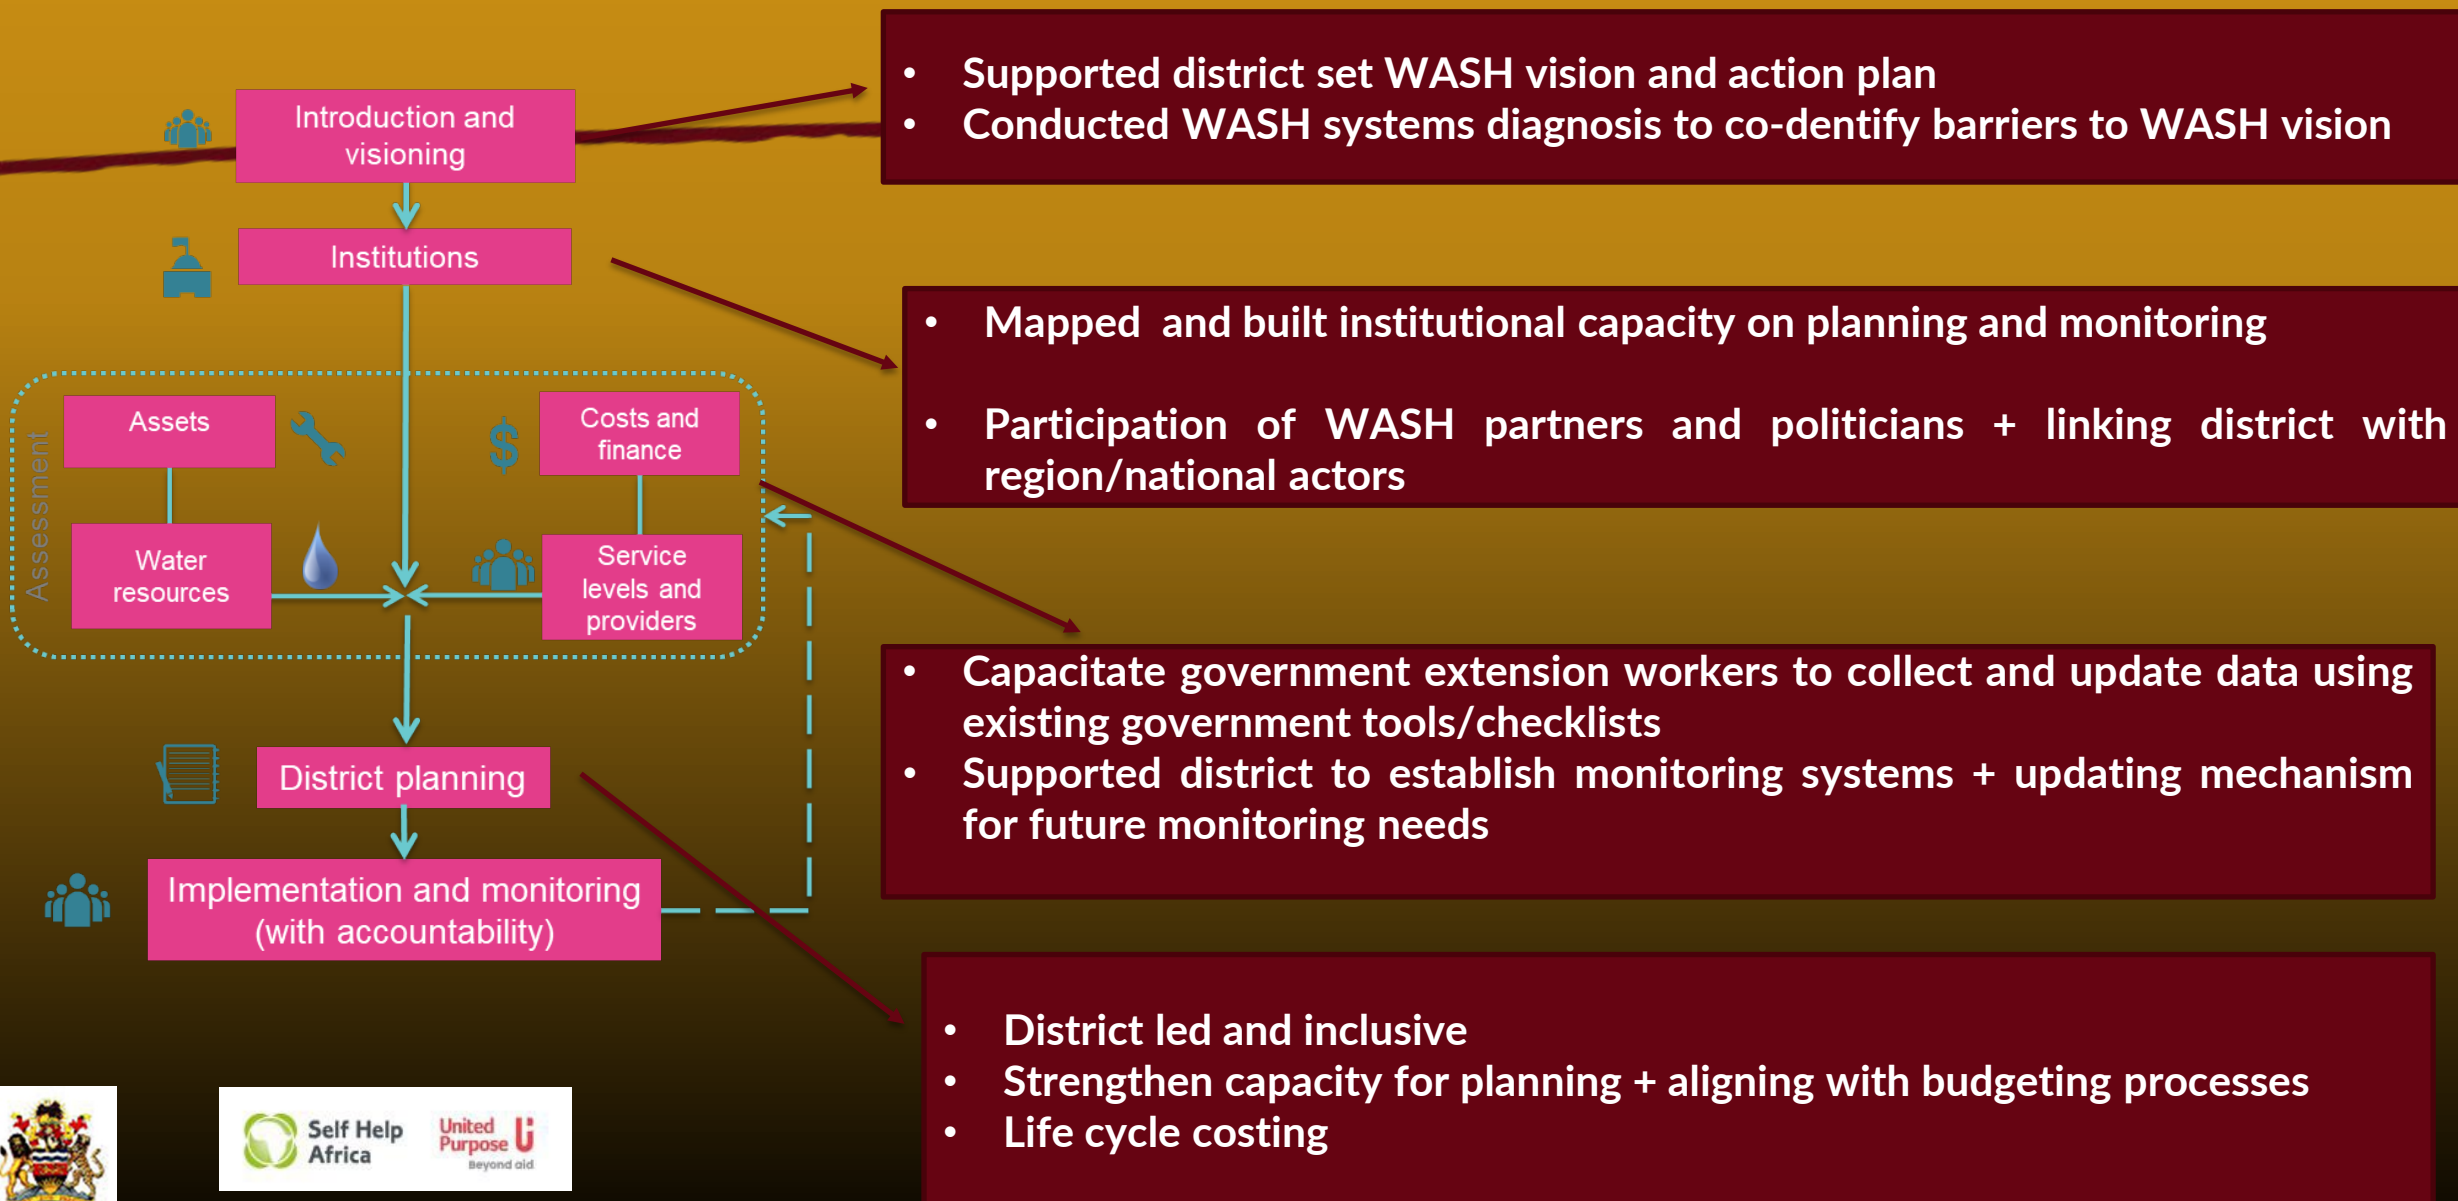 Introduction and
visioning
Institutions
Assessment
Assets
Costs and
finance
Water
resources
Service
levels and
providers
District planning
Implementation and monitoring
(with accountability)
• Supported district set WASH vision and action plan
• Conducted WASH systems diagnosis to co-dentify barriers to WASH vision
• Mapped and built institutional capacity on planning and monitoring
• Participation of WASH partners and politicians + linking district with
region/national actors
• Capacitate government extension workers to collect and update data using
existing government tools/checklists
• Supported district to establish monitoring systems + updating mechanism
for future monitoring needs
• District led and inclusive
• Strengthen capacity for planning + aligning with budgeting processes
• Life cycle costing
Self Help
Africa
United
Purpose
Beyond aid